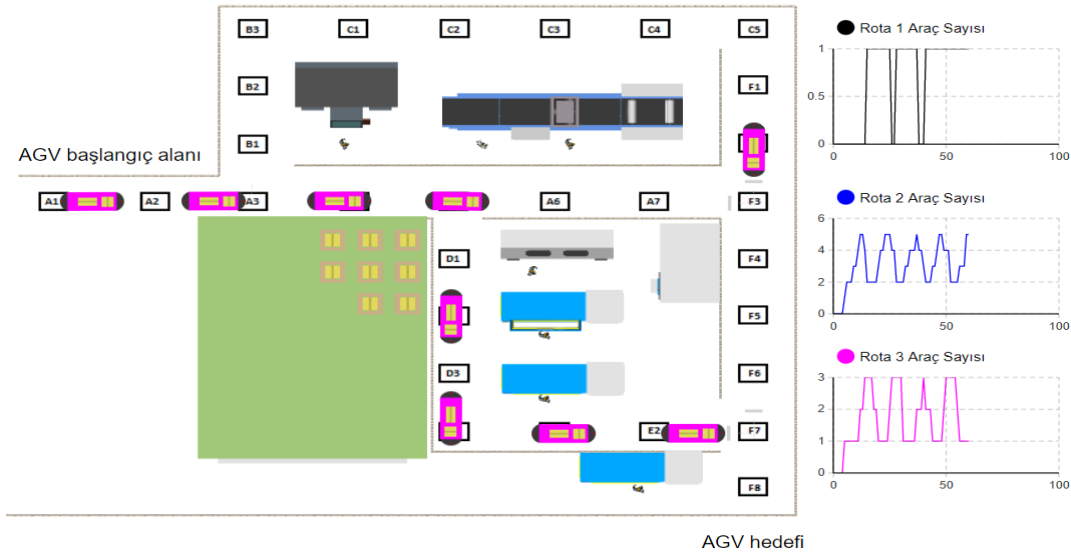 B3 C1 C2 C3 C4 C5
B2 F1
B1
AGV başlangıç alanı
A1 A2 A3 A6 A7 F3
D1 F4
F5
D3 F6
E2 F7
F8
AGV hedefi
Rota 1 Araç Sayısı
1
0.5
0
0 50 100
Rota 2 Araç Sayısı
6
4
2
0
0 50 100
Rota 3 Araç Sayısı
3
2
1
0
0 50 100